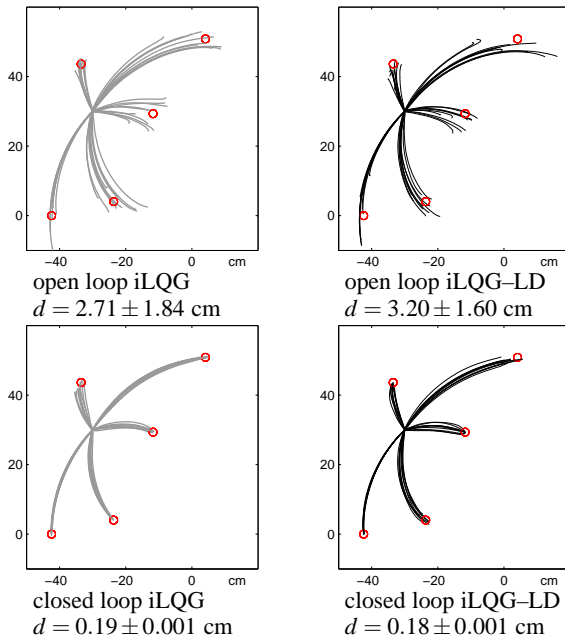 40
20
0
−40 −20 0 cm
open loop iLQG
d = 2.71 ± 1.84 cm
40
20
0
−40 −20 0 cm
open loop iLQG–LD
d = 3.20 ± 1.60 cm
40
20
0
−40 −20 0 cm
closed loop iLQG
d = 0.19 ± 0.001 cm
40
20
0
−40 −20 0 cm
closed loop iLQG–LD
d = 0.18 ± 0.001 cm